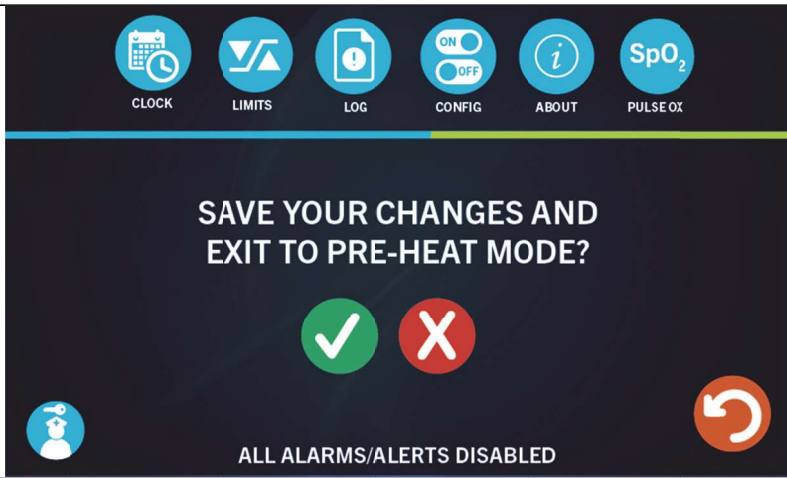 ON
OFF
i
SpO₂
CLOCK
LIMITS
LOG
CONFIG
ABOUT
PULSE OX
SAVE YOUR CHANGES AND
EXIT TO PRE-HEAT MODE?
ALL ALARMS/ALERTS DISABLED